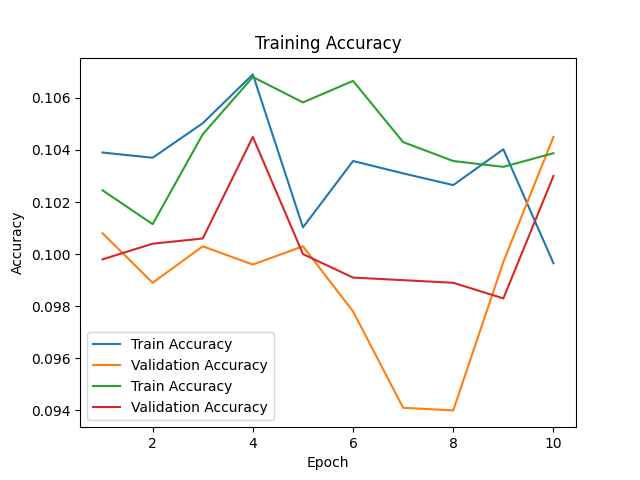 Training Accuracy
0.106
0.104
0.102
0.100
0.098
0.096
0.094
Accuracy
Train Accuracy
Validation Accuracy
Train Accuracy
Validation Accuracy
2 4 6 8 10
Epoch